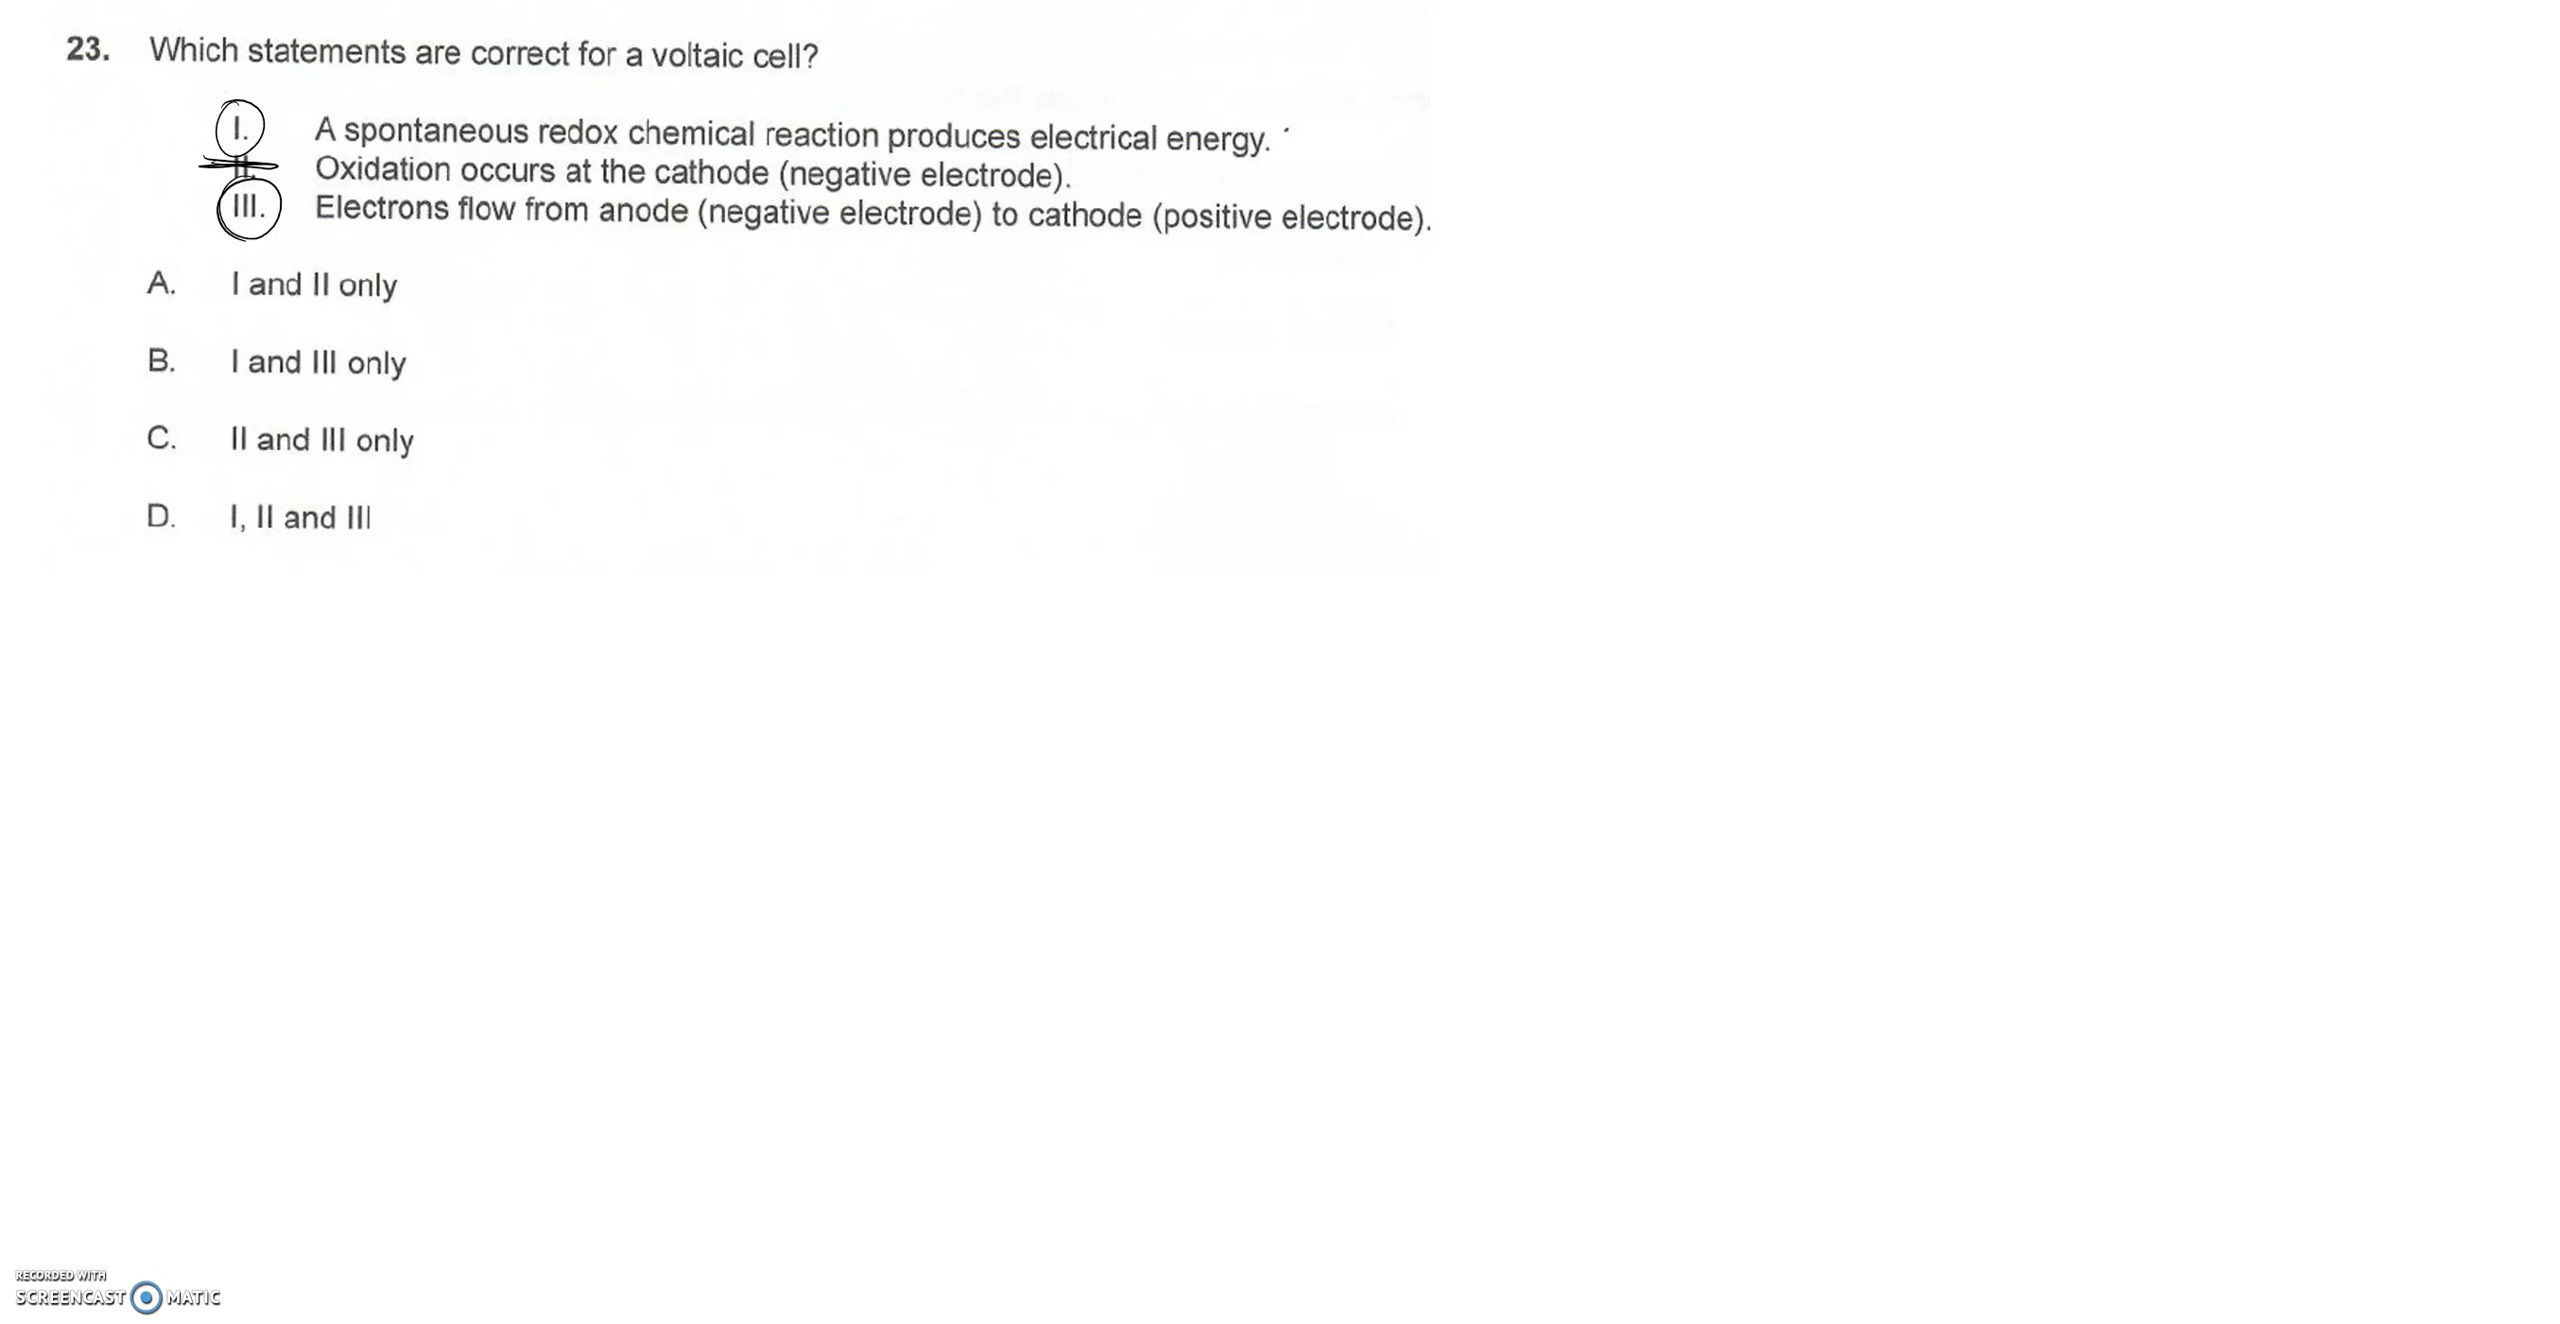 23. Which statements are correct for a voltaic cell?
I. A spontaneous redox chemical reaction produces electrical energy.
II. Oxidation occurs at the cathode (negative electrode).
III. Electrons flow from anode (negative electrode) to cathode (positive electrode).
A. I and II only
B. I and III only
C. II and III only
D. I, II and III
RECORDED WITH
SCREENCAST MATIC